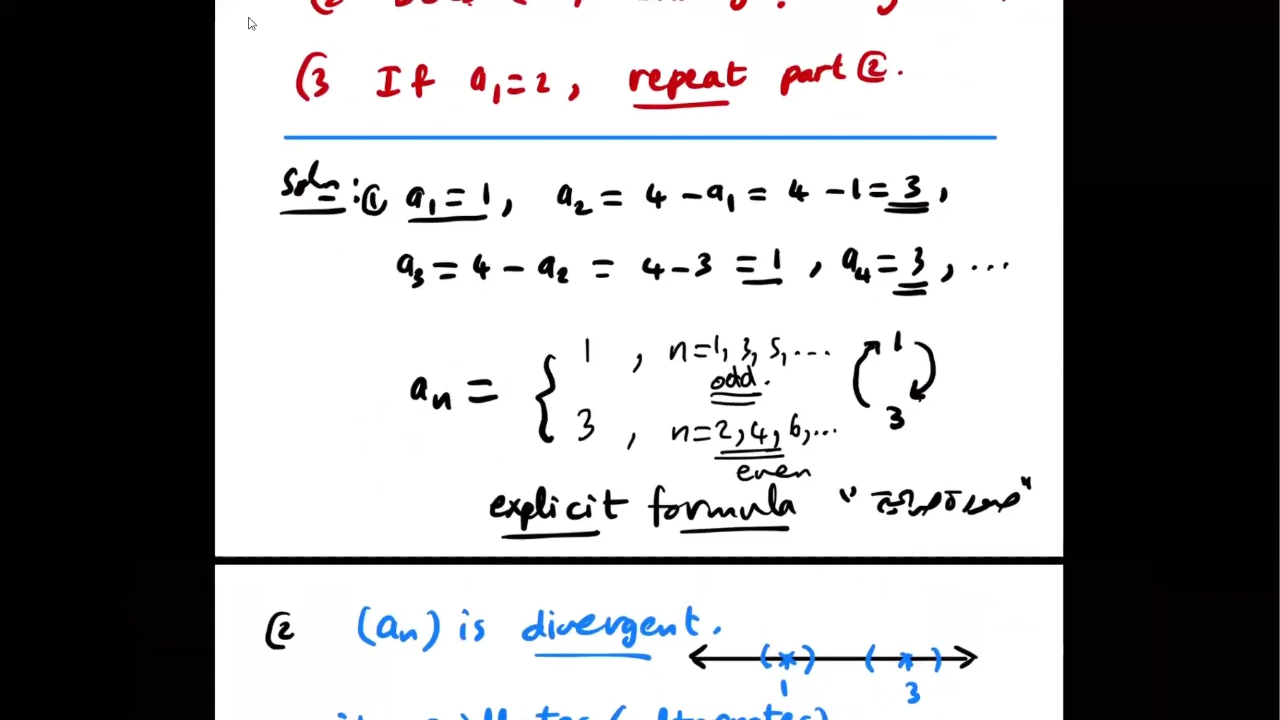 (3 If a₁=2, repeat part ②.
Soln: ① a₁=1, a₂ = 4 - a₁ = 4 - 1 = 3,
a₃ = 4 - a₂ = 4 - 3 = 1, a₄ = 3, ...
aₙ = { 1 , n=1, 3, 5, ...
odd.
3 , n=2, 4, 6, ...
even
1
3
explicit formula "صورة صريحة"
(2 (aₙ) is divergent.
1 3